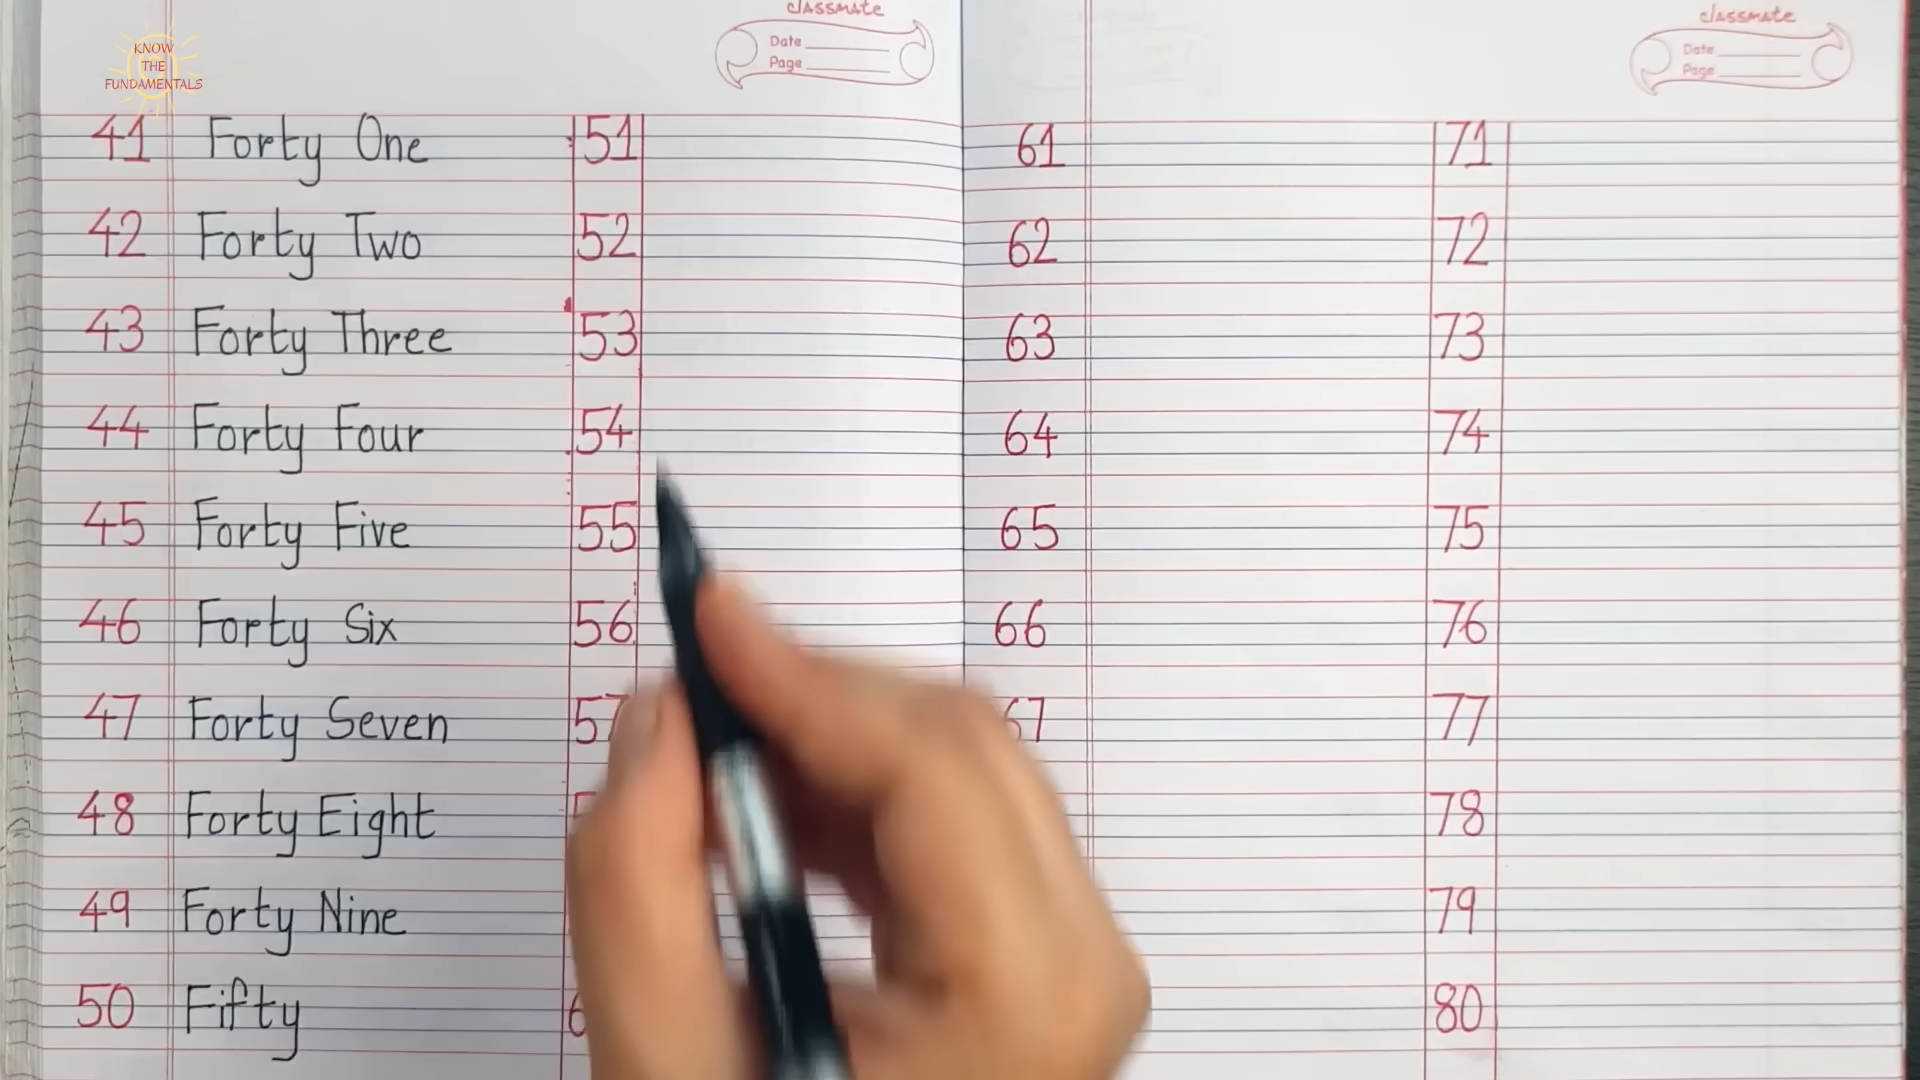 KNOW
THE
FUNDAMENTALS
classmate
Date
Page
classmate
Date
Page
41 Forty One 51 61 71
42 Forty Two 52 62 72
43 Forty Three 53 63 73
44 Forty Four 54 64 74
45 Forty Five 55 65 75
46 Forty Six 56 66 76
47 Forty Seven 57 67 77
48 Forty Eight 78
49 Forty Nine 79
50 Fifty 80